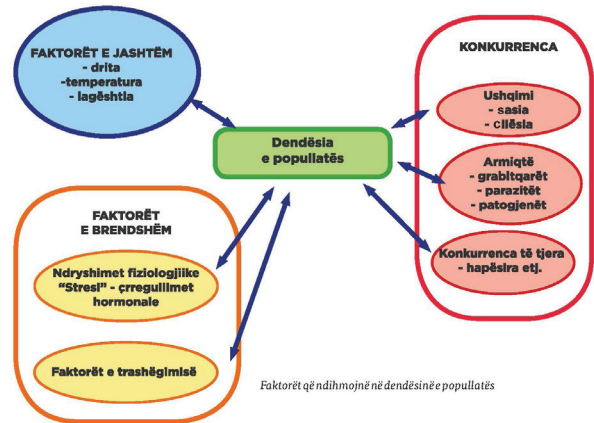 FAKTORËT E JASHTËM
- drita
-temperatura
- lagështia
KONKURRENCA
Ushqimi
- sasia
- cilësia
Dendësia
e popullatës
Armiqtë
- grabitqarët
- parazitët
- patogjenët
FAKTORËT
E BRENDSHËM
Konkurrenca të tjera
- hapësira etj.
Ndryshimet fiziologjiike
"Stresi" - çrregullimet
hormonale
Faktorët e trashëgimisë
Faktorët që ndihmojnë në dendësinë e popullatës